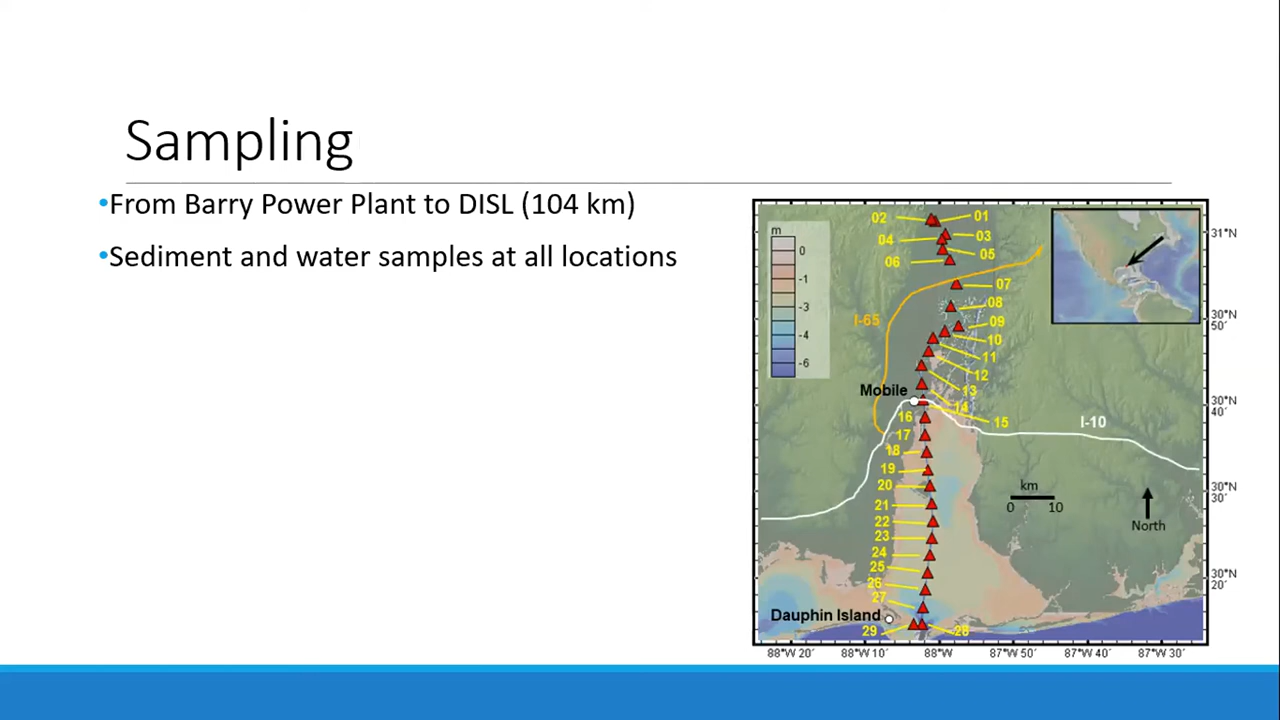 Sampling
•From Barry Power Plant to DISL (104 km)
•Sediment and water samples at all locations
m
0
-1
-3
-4
-6
02
01
04
03
06
05
07
08
I-65
09
10
11
12
Mobile
13
14
16
15
I-10
17
18
19
20
21
22
23
24
25
26
27
Dauphin Island
29
28
km
0 10
North
31°N
30°N
50´
30°N
40´
30°N
30´
30°N
20´
88°W 20´ 88°W 10´ 88°W 87°W 50´ 87°W 40´ 87°W 30´